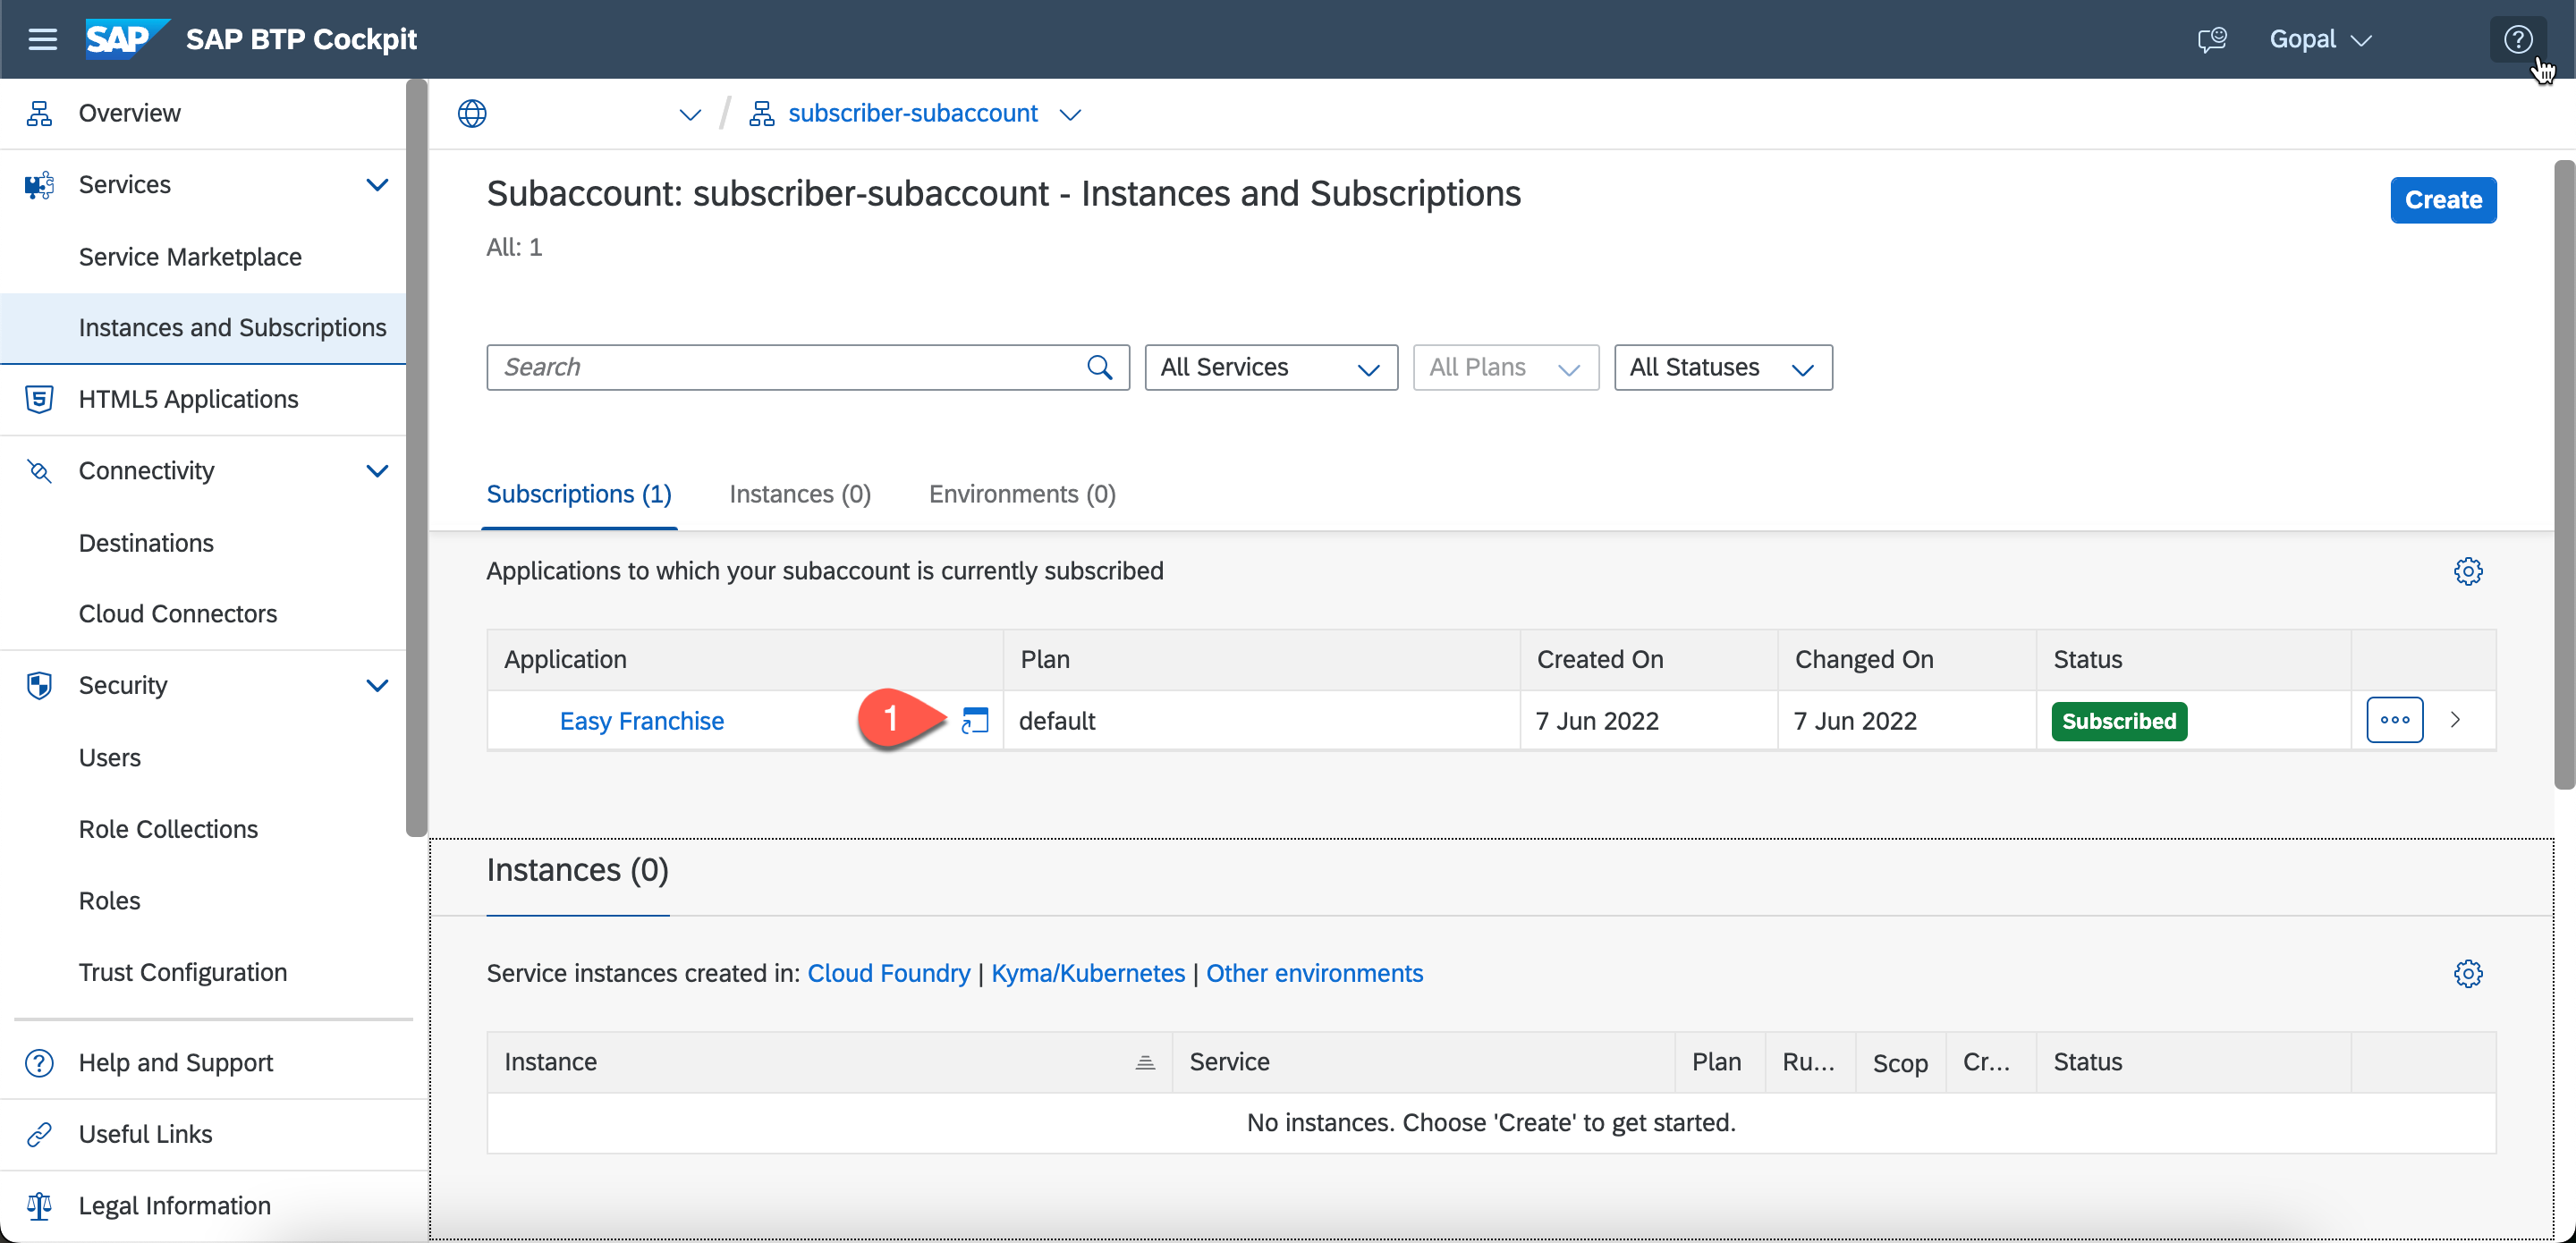 SAP SAP BTP Cockpit
Gopal
Overview
Services
Service Marketplace
Instances and Subscriptions
HTML5 Applications
Connectivity
Destinations
Cloud Connectors
Security
Users
Role Collections
Roles
Trust Configuration
Help and Support
Useful Links
Legal Information
/ subscriber-subaccount
Subaccount: subscriber-subaccount - Instances and Subscriptions
Create
All: 1
Search All Services All Plans All Statuses
Subscriptions (1) Instances (0) Environments (0)
Applications to which your subaccount is currently subscribed
Application Plan Created On Changed On Status
Easy Franchise 1 default 7 Jun 2022 7 Jun 2022 Subscribed
Instances (0)
Service instances created in: Cloud Foundry | Kyma/Kubernetes | Other environments
Instance Service Plan Ru... Scop Cr... Status
No instances. Choose 'Create' to get started.